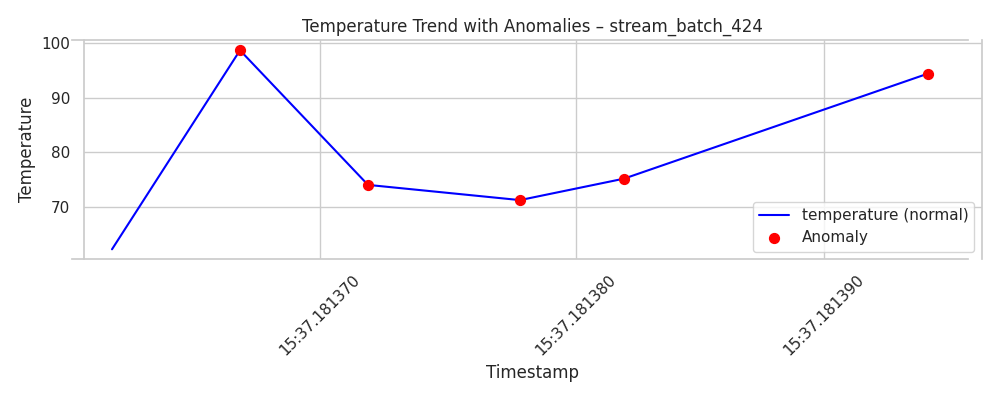 Temperature Trend with Anomalies – stream_batch_424
Temperature
100
90
80
70
temperature (normal)
Anomaly
15:37.181370
15:37.181380
15:37.181390
Timestamp